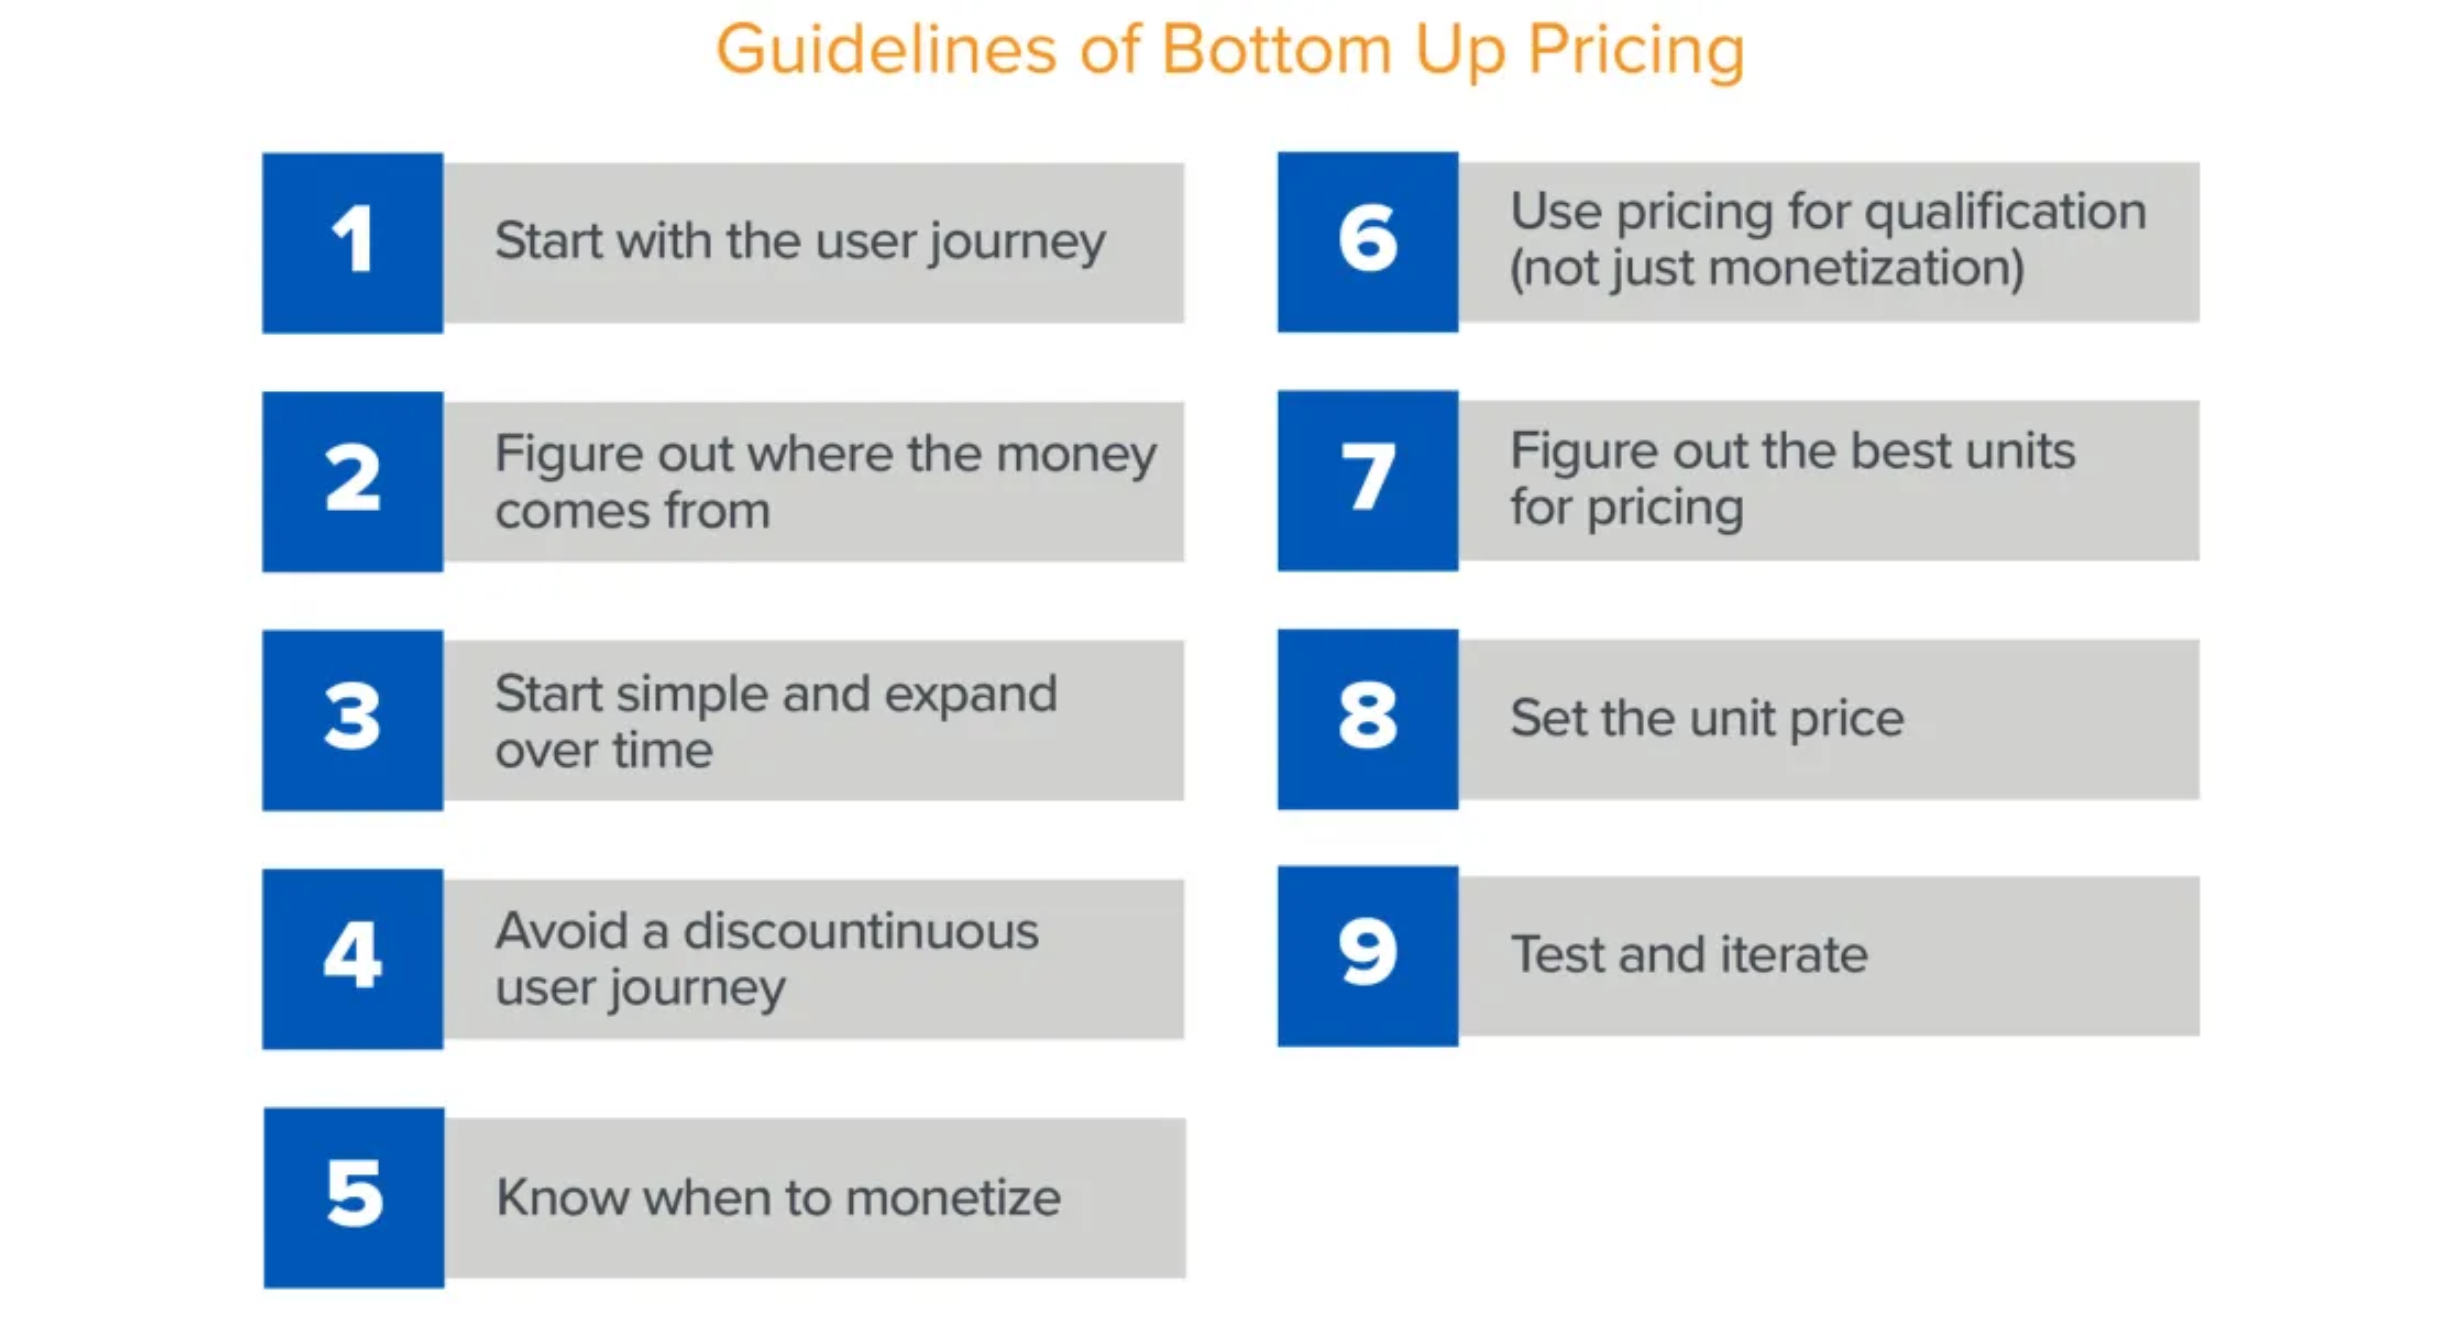 Guidelines of Bottom Up Pricing
1
Start with the user journey
2
Figure out where the money
comes from
3
Start simple and expand
over time
4
Avoid a discountinuous
user journey
5
Know when to monetize
6
Use pricing for qualification
(not just monetization)
7
Figure out the best units
for pricing
8
Set the unit price
9
Test and iterate